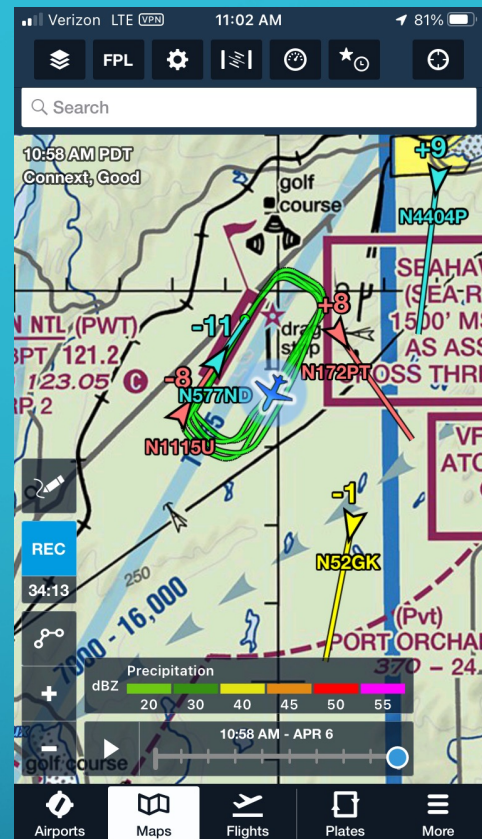 Verizon LTE VPN 11:02 AM 81%
FPL
Search
10:58 AM PDT
Connext, Good
+9
golf
course
N4404P
SEAHA
(SEA-R
1500' MS
AS ASS
OSS THR
-11
+8
N NTL (PWT)
BPT 121.2
123.05 C
RP 2
drag
strip
-8
N577ND
N172PT
N1115U
VF
ATC
-1
N52GK
REC
34:13
250
7000 - 16,000
(Pvt)
PORT ORCHA
370 - 24
Precipitation
dBZ
20 30 40 45 50 55
10:58 AM - APR 6
golf course
Airports Maps Flights Plates More